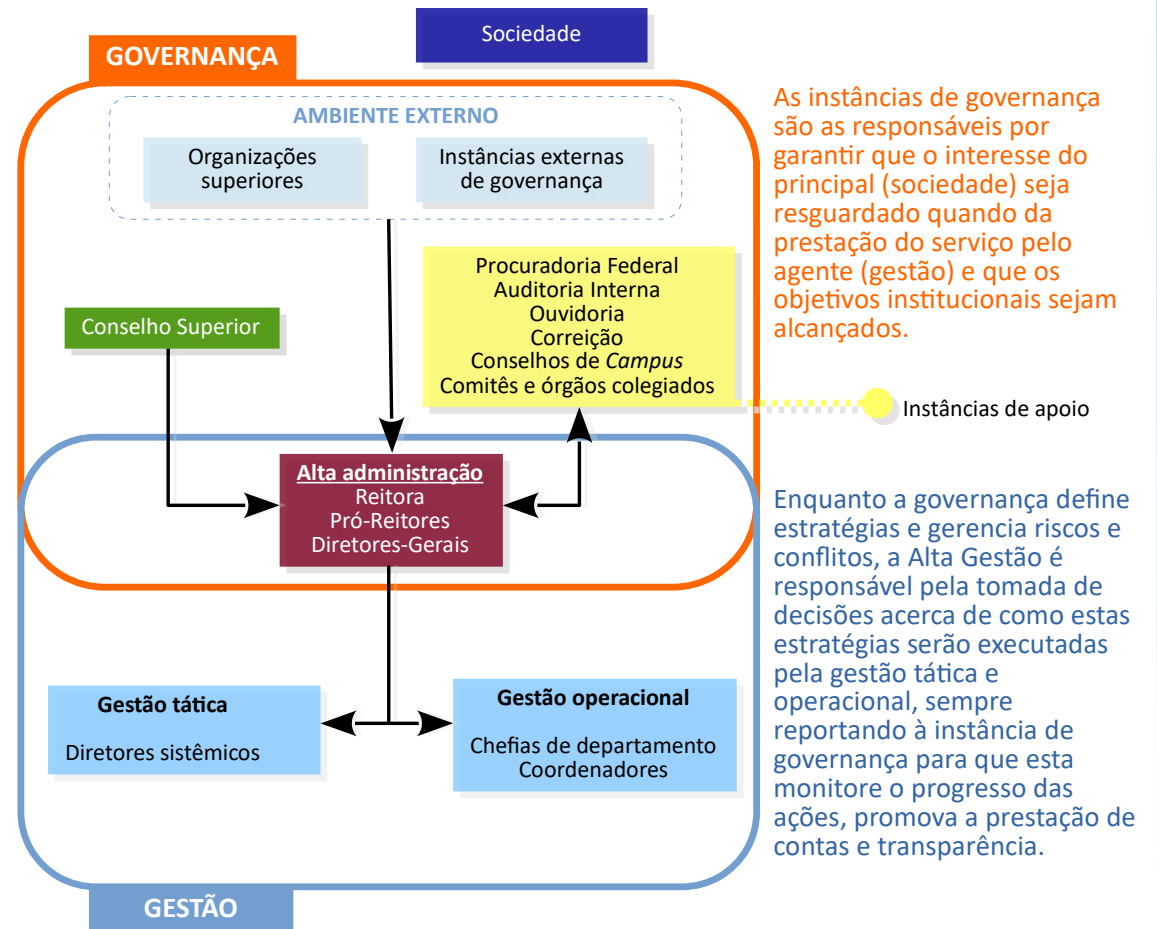 Sociedade
GOVERNANÇA
AMBIENTE EXTERNO
Organizações
superiores
Instâncias externas
de governança
Procuradoria Federal
Auditoria Interna
Ouvidoria
Correição
Conselhos de Campus
Comitês e órgãos colegiados
Conselho Superior
Instâncias de apoio
Alta administração
Reitora
Pró-Reitores
Diretores-Gerais
Gestão tática
Diretores sistêmicos
Gestão operacional
Chefias de departamento
Coordenadores
GESTÃO
As instâncias de governança
são as responsáveis por
garantir que o interesse do
principal (sociedade) seja
resguardado quando da
prestação do serviço pelo
agente (gestão) e que os
objetivos institucionais sejam
alcançados.
Enquanto a governança define
estratégias e gerencia riscos e
conflitos, a Alta Gestão é
responsável pela tomada de
decisões acerca de como estas
estratégias serão executadas
pela gestão tática e
operacional, sempre
reportando à instância de
governança para que esta
monitore o progresso das
ações, promova a prestação de
contas e transparência.